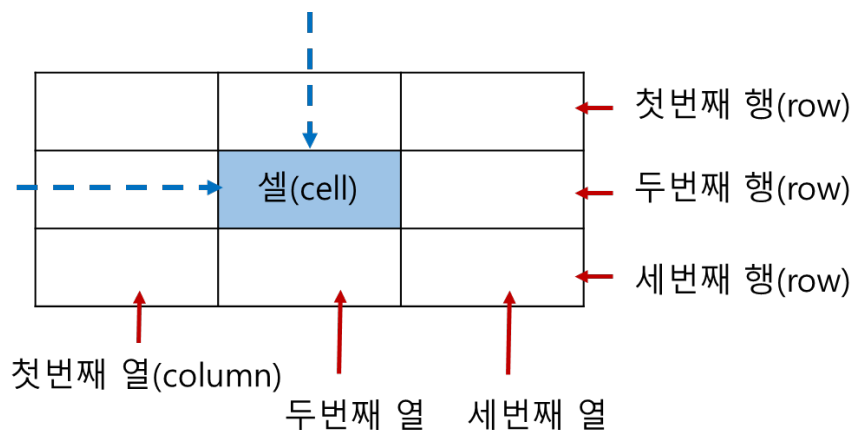 첫번째 행(row)
셀(cell)
두번째 행(row)
세번째 행(row)
첫번째 열(column)
두번째 열
세번째 열